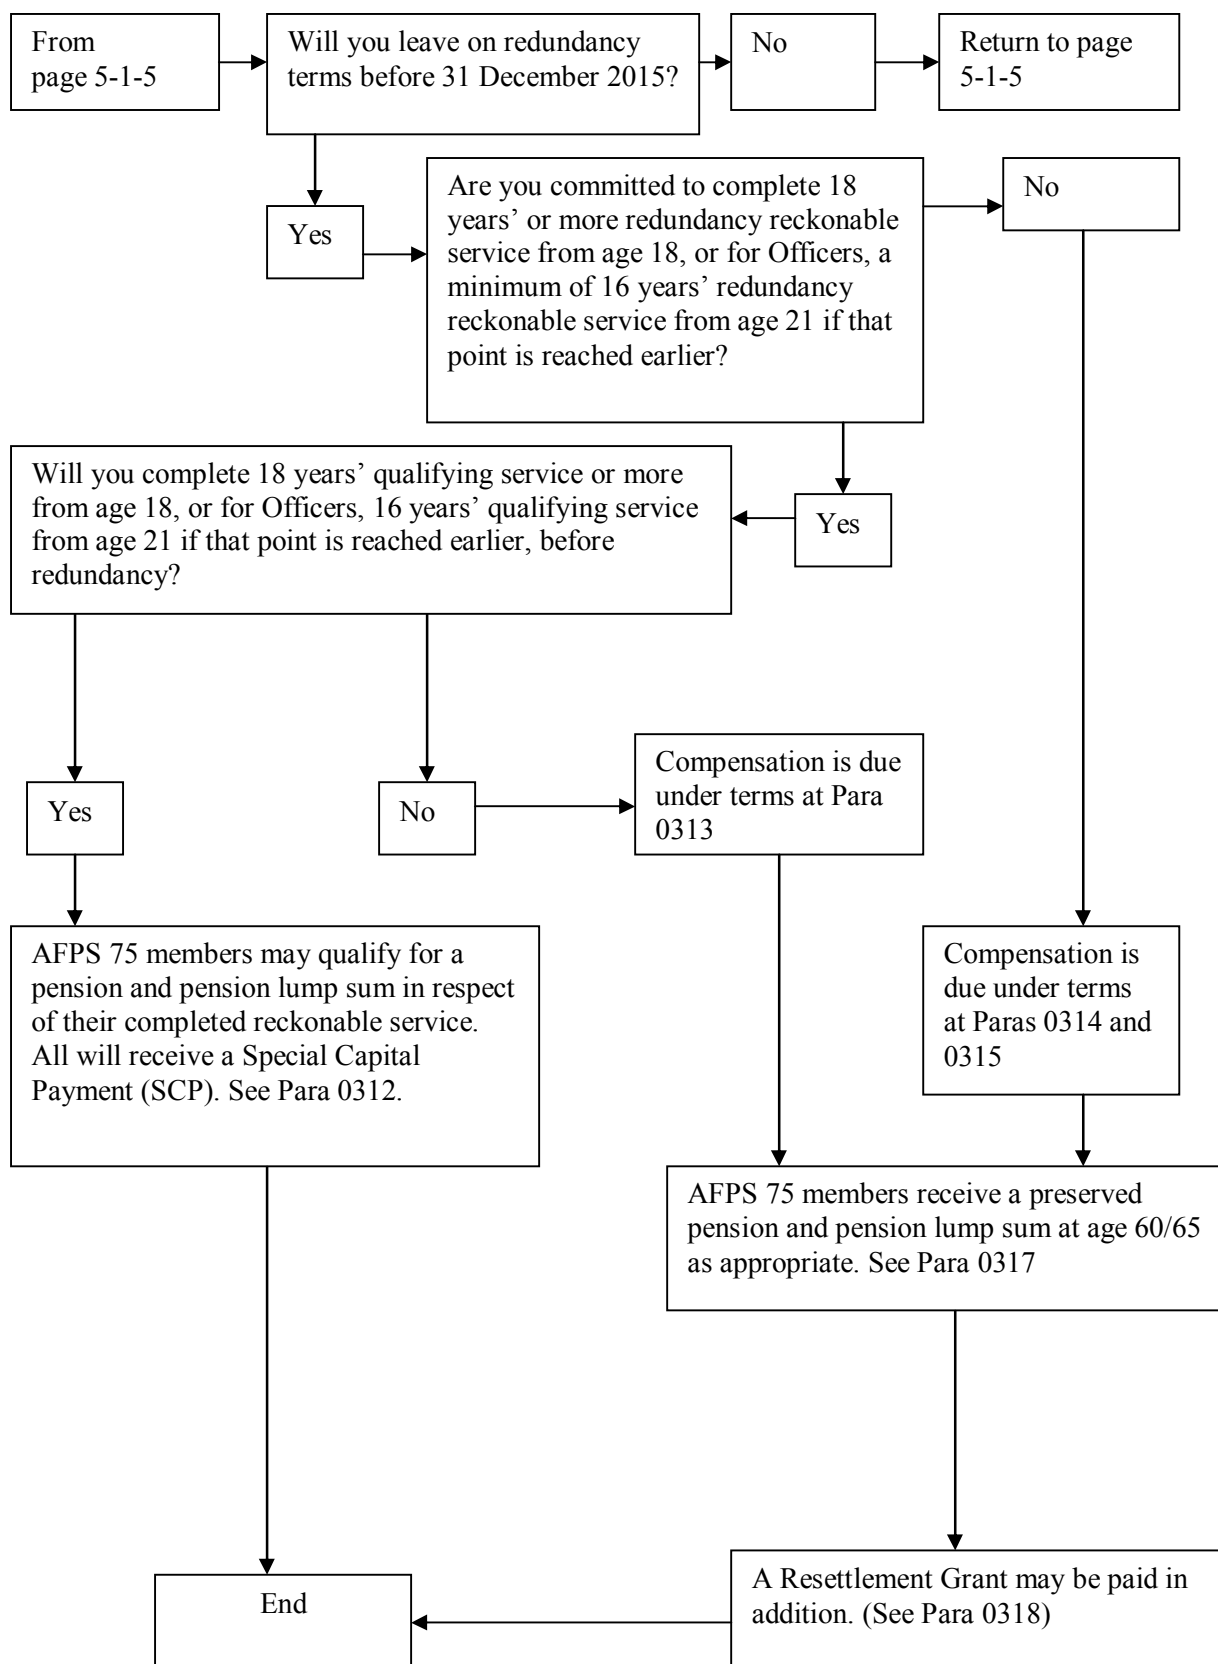 From
page 5-1-5
Will you leave on redundancy
terms before 31 December 2015?
No
Return to page
5-1-5
Yes
Are you committed to complete 18
years’ or more redundancy reckonable
service from age 18, or for Officers, a
minimum of 16 years’ redundancy
reckonable service from age 21 if that
point is reached earlier?
No
Will you complete 18 years’ qualifying service or more
from age 18, or for Officers, 16 years’ qualifying service
from age 21 if that point is reached earlier, before
redundancy?
Yes
Yes
No
Compensation is due
under terms at Para
0313
AFPS 75 members may qualify for a
pension and pension lump sum in respect
of their completed reckonable service.
All will receive a Special Capital
Payment (SCP). See Para 0312.
Compensation is
due under terms
at Paras 0314 and
0315
AFPS 75 members receive a preserved
pension and pension lump sum at age 60/65
as appropriate. See Para 0317
End
A Resettlement Grant may be paid in
addition. (See Para 0318)